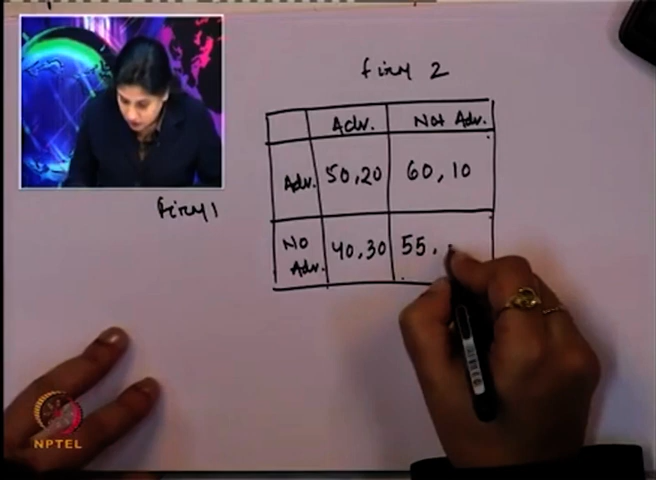 Firm 2
Adv. Not Adv.
Adv. 50,20 60,10
Firm 1
No Adv. 40,30 55,
NPTEL